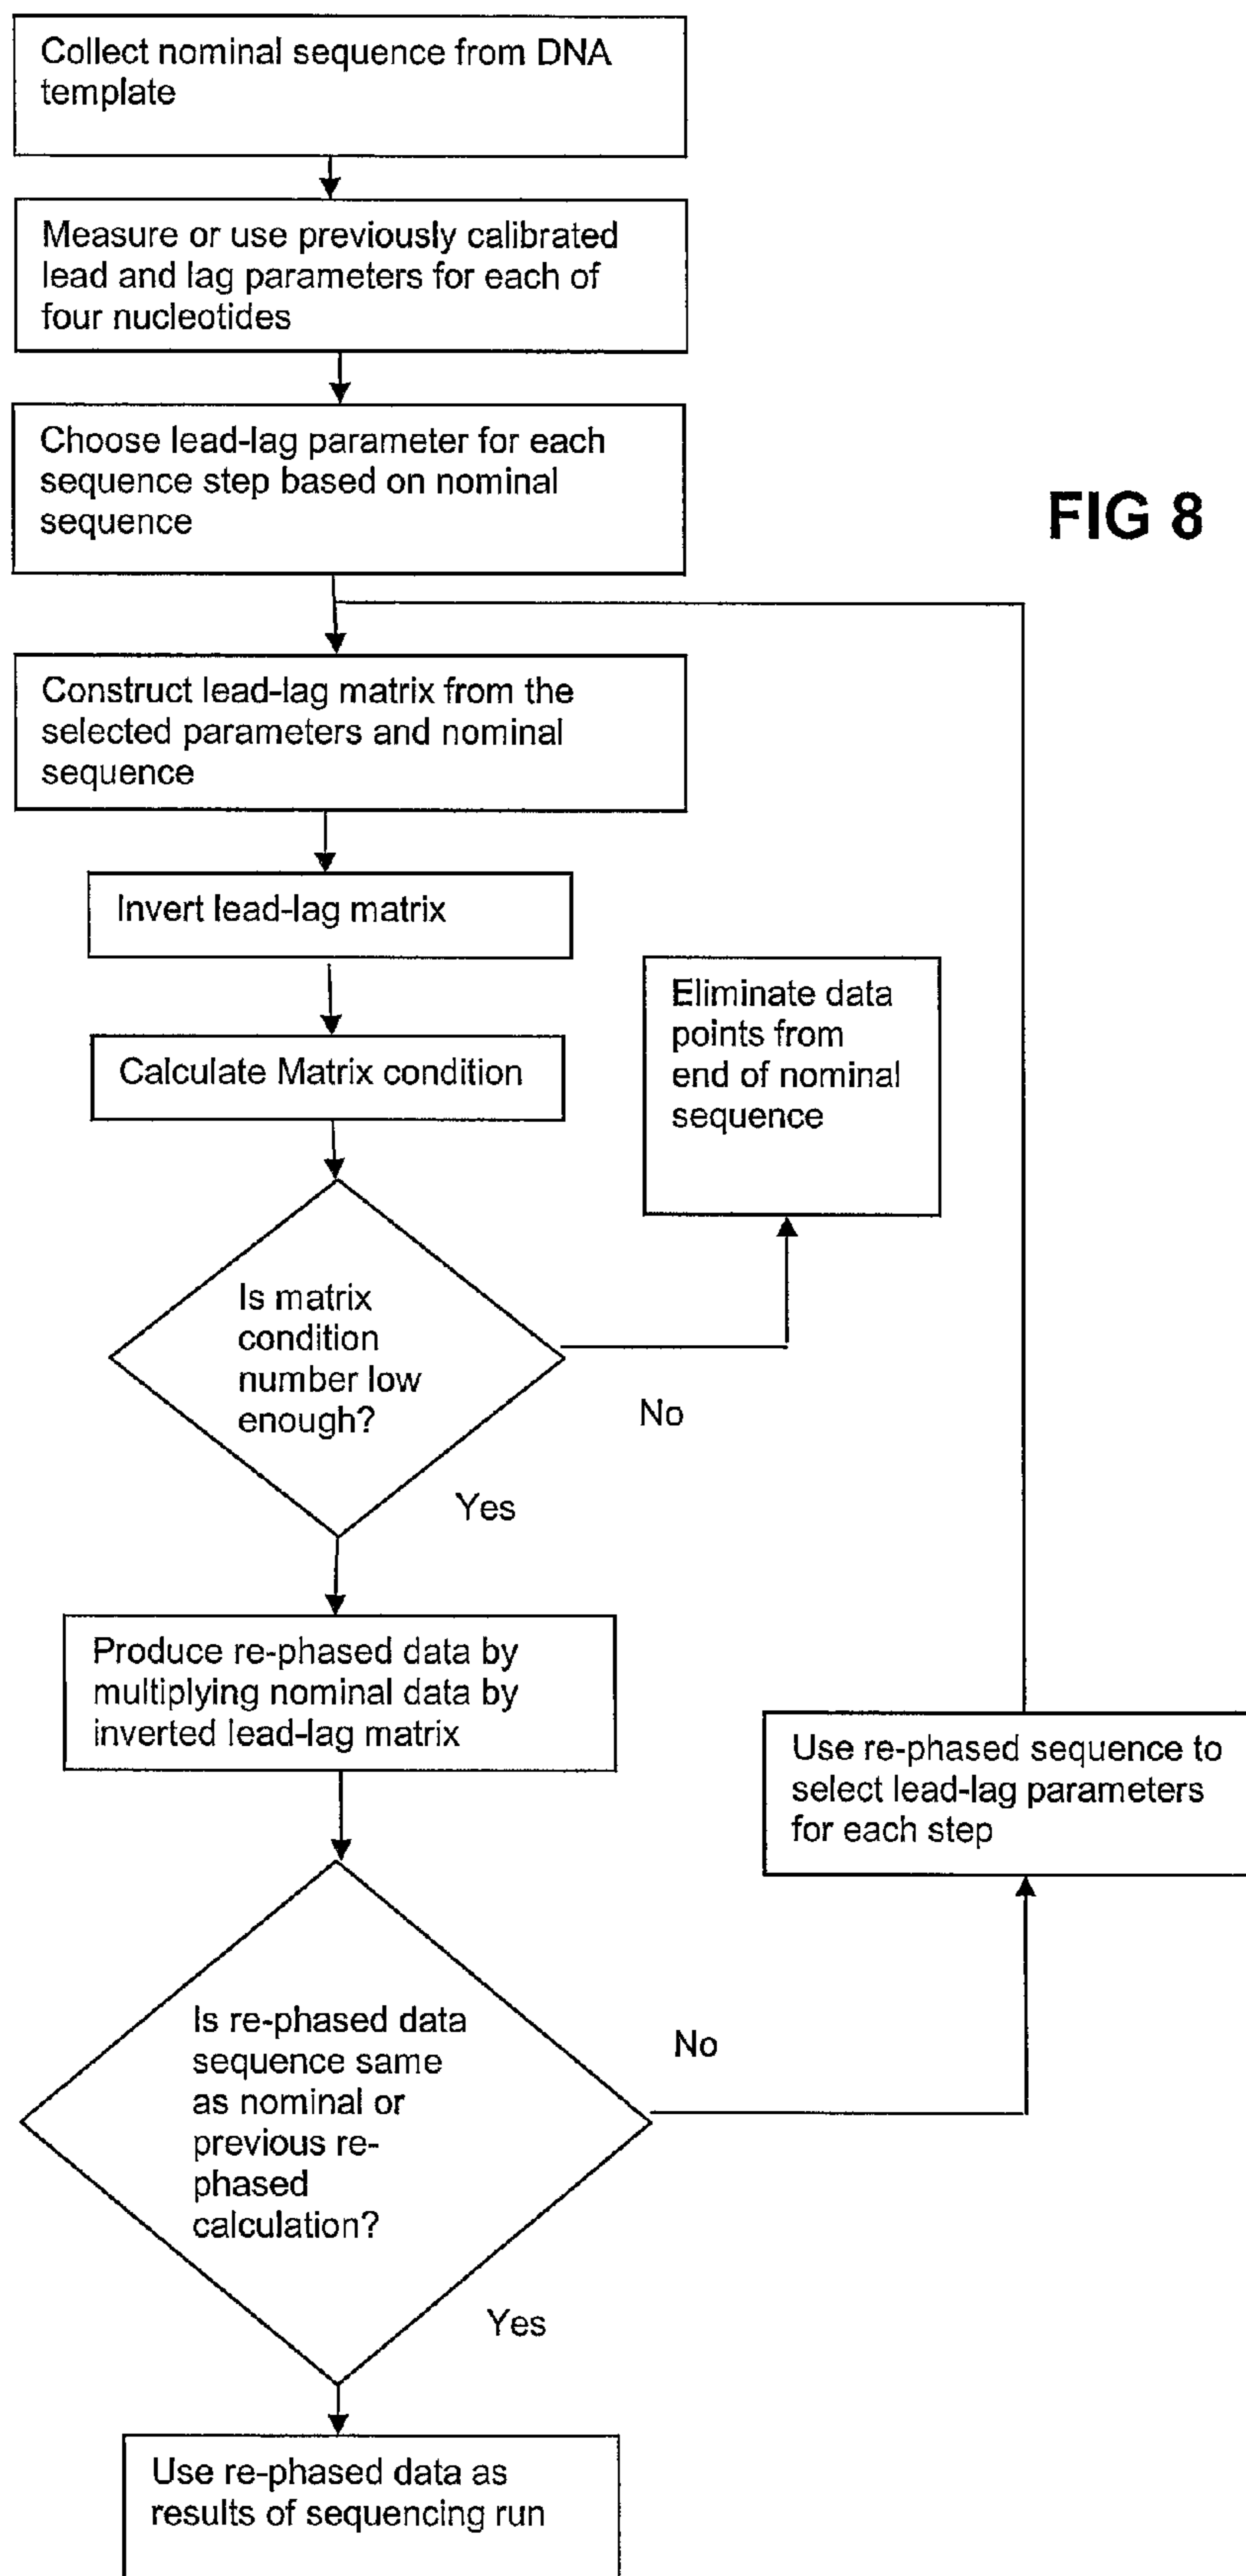 Collect nominal sequence from DNA
template
Measure or use previously calibrated
lead and lag parameters for each of
four nucleotides
Choose lead-lag parameter for each
sequence step based on nominal
sequence
FIG 8
Construct lead-lag matrix from the
selected parameters and nominal
sequence
Invert lead-lag matrix
Calculate Matrix condition
Eliminate data
points from
end of nominal
sequence
Is matrix
condition
number low
enough?
No
Yes
Produce re-phased data by
multiplying nominal data by
inverted lead-lag matrix
Use re-phased sequence to
select lead-lag parameters
for each step
Is re-phased data
sequence same
as nominal or
previous re-
phased
calculation?
No
Yes
Use re-phased data as
results of sequencing run